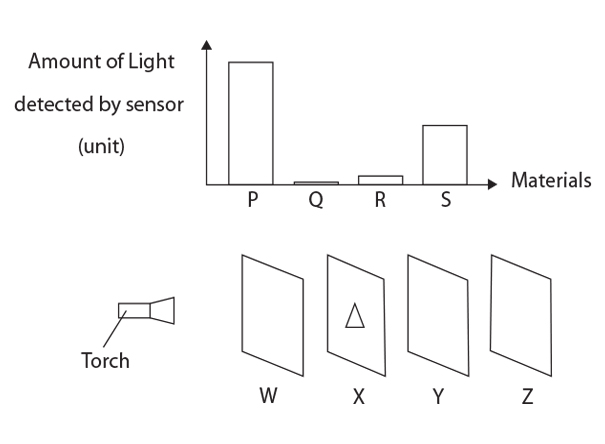 Amount of Light
detected by sensor
(unit)
Materials
P Q R S
Torch
W X Y Z